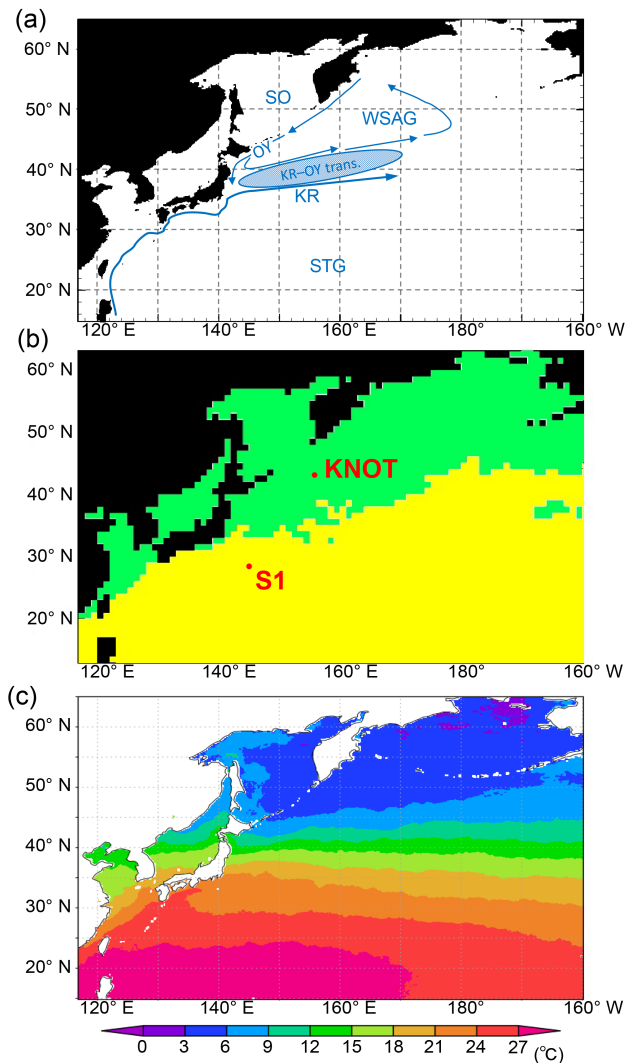 (a)
60° N
50° N
40° N
30° N
20° N
SO
WSAG
OY
KR–OY trans.
KR
STG
120° E
140° E
160° E
180° E
160° W
(b)
60° N
50° N
40° N
30° N
20° N
KNOT
S1
120° E
140° E
160° E
180° E
160° W
(c)
60° N
50° N
40° N
30° N
20° N
120° E
140° E
160° E
180° E
160° W
0 3 6 9 12 15 18 21 24 27 (°C)